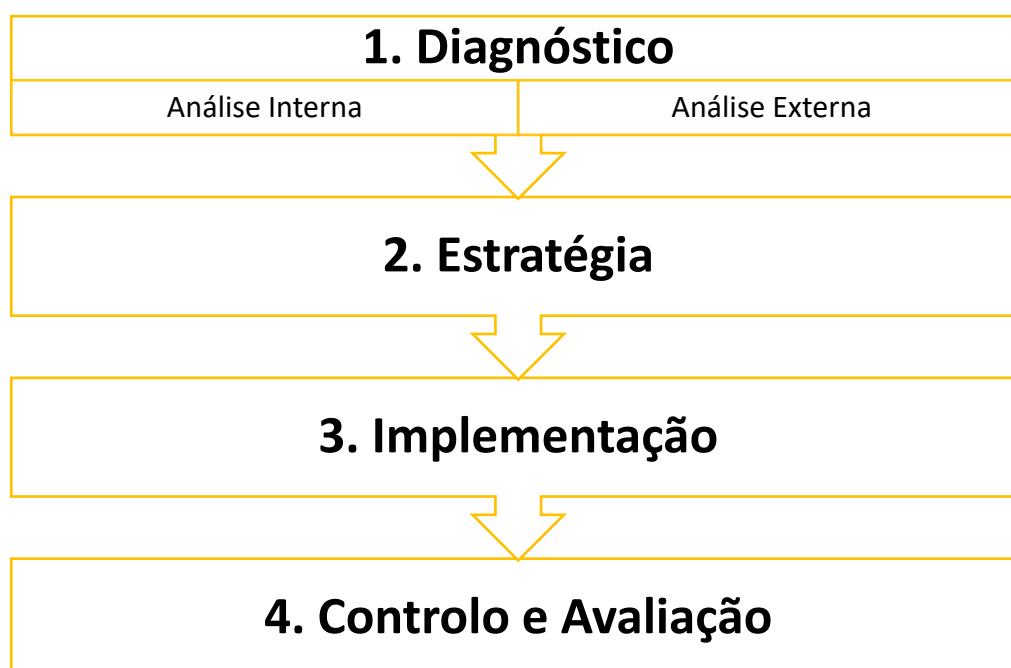 1. Diagnóstico
Análise Interna
Análise Externa
2. Estratégia
3. Implementação
4. Controlo e Avaliação